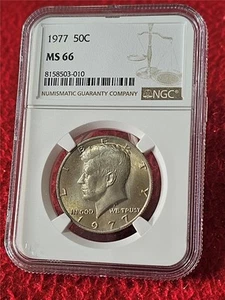 1977 50C
MS 66
8158503-010
NUMISMATIC GUARANTY COMPANY
NGC
LIBERTY
IN GOD WE TRUST
1977